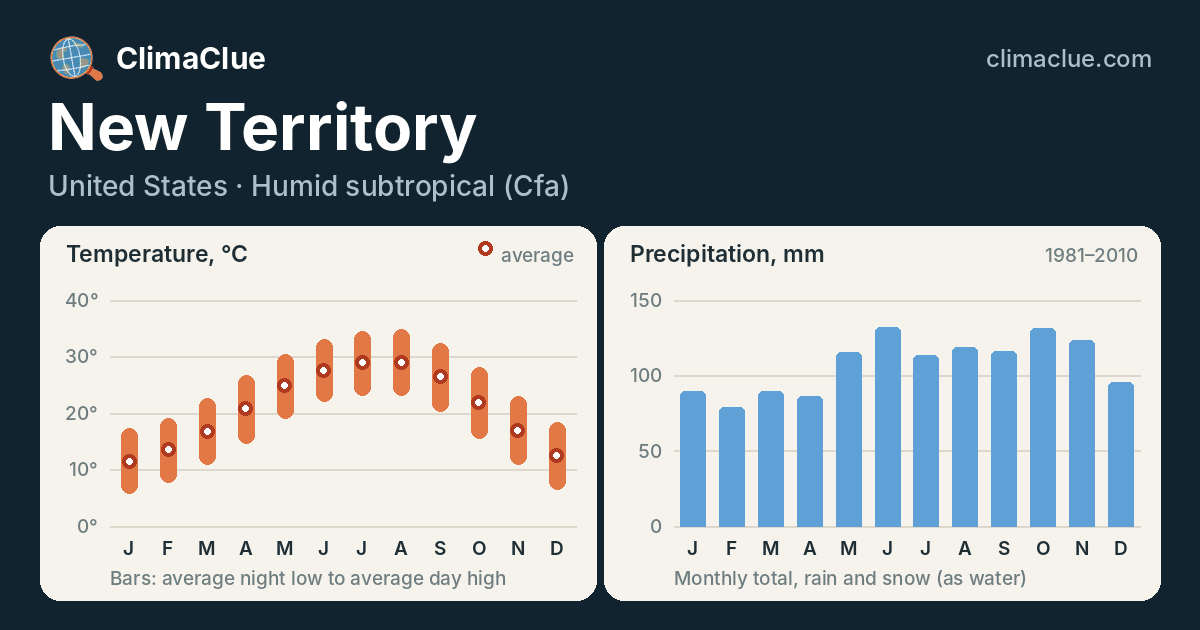 ClimaClue
climaclue.com
New Territory
United States · Humid subtropical (Cfa)
Temperature, °C
average
40°
30°
20°
10°
0°
J F M A M J J A S O N D
Bars: average night low to average day high
Precipitation, mm
1981–2010
150
100
50
0
J F M A M J J A S O N D
Monthly total, rain and snow (as water)